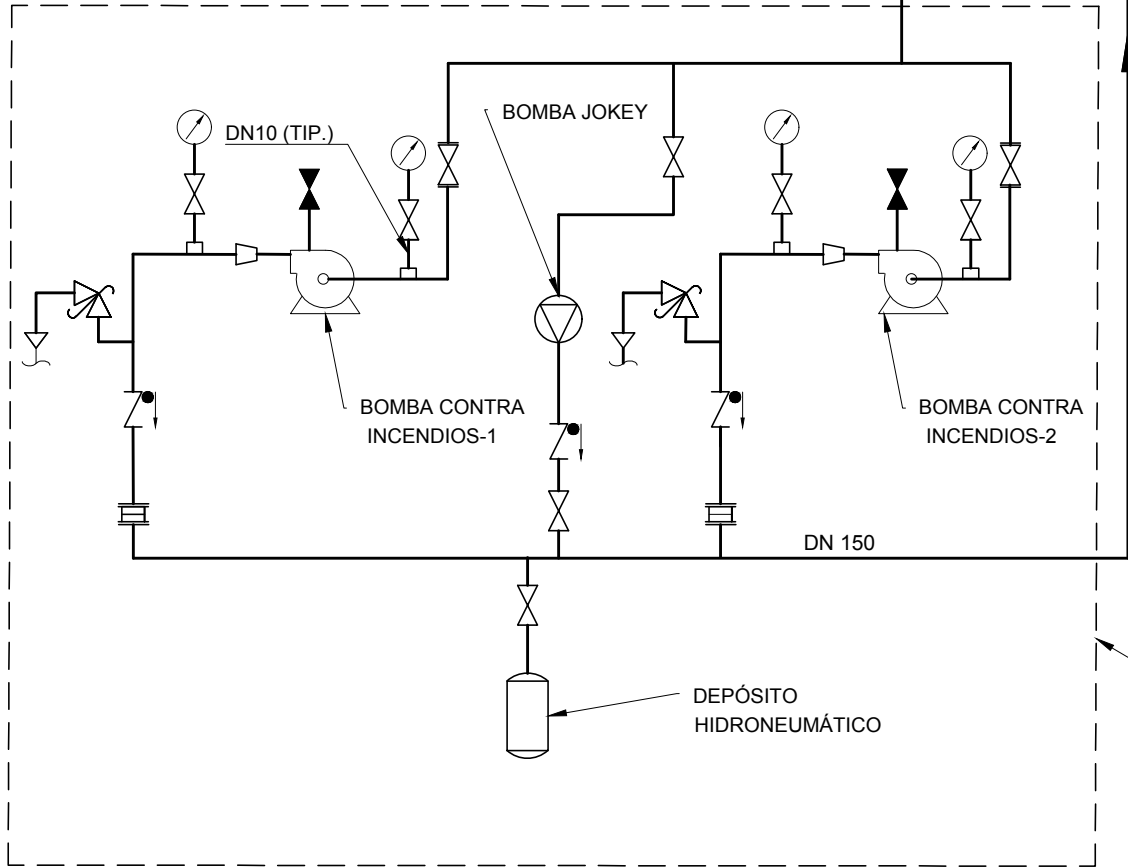 BOMBA JOKEY
DN10 (TIP.)
BOMBA CONTRA
INCENDIOS-1
BOMBA CONTRA
INCENDIOS-2
DN 150
DEPÓSITO
HIDRONEUMÁTICO